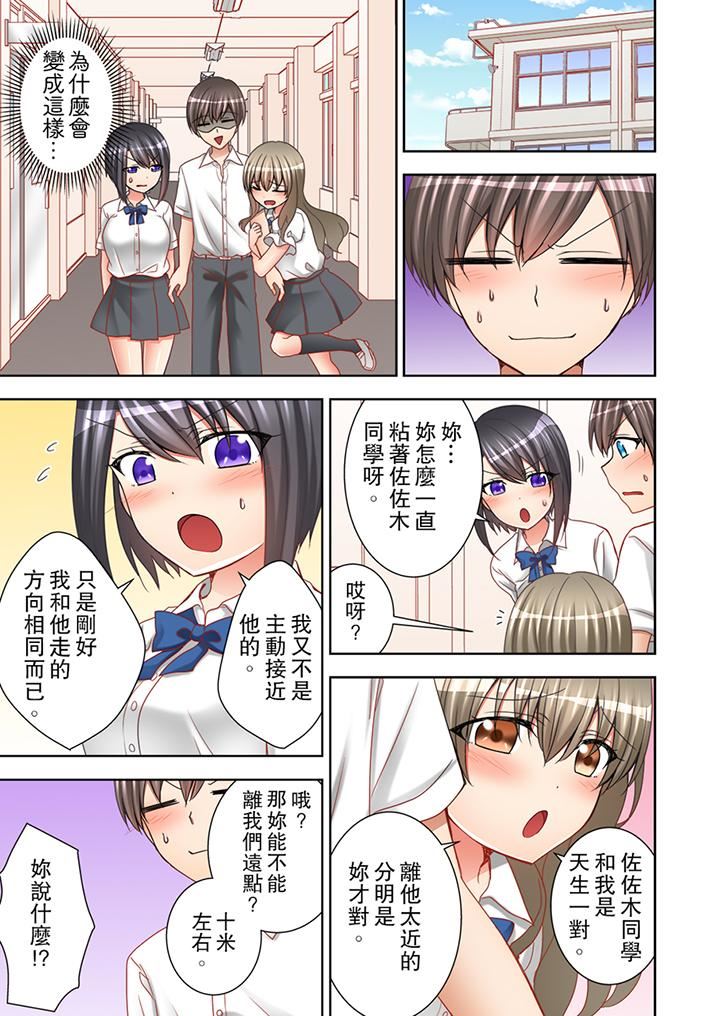 為什麼會
變成這樣…
妳…
妳怎麼一直
粘著佐佐木
同學呀。
哎呀？
我又不是
主動接近
他的。
只是剛好
我和他走的
方向相同而已。
佐佐木同學
和我是
天生一對。
離他太近的
分明是
妳才對。
哦？
那妳能不能
離我們遠點？
十米
左右。
妳說什麼!?